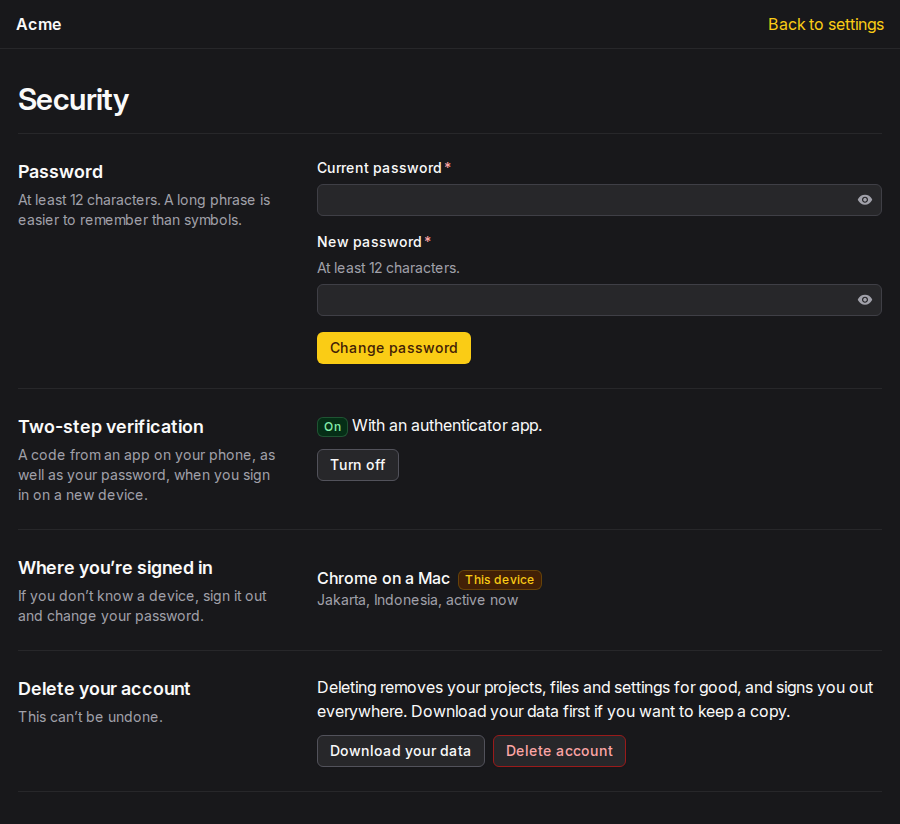 Acme
Back to settings
Security
Password
At least 12 characters. A long phrase is
easier to remember than symbols.
Current password *
New password *
At least 12 characters.
Change password
Two-step verification
A code from an app on your phone, as
well as your password, when you sign
in on a new device.
On With an authenticator app.
Turn off
Where you’re signed in
If you don’t know a device, sign it out
and change your password.
Chrome on a Mac This device
Jakarta, Indonesia, active now
Delete your account
This can’t be undone.
Deleting removes your projects, files and settings for good, and signs you out
everywhere. Download your data first if you want to keep a copy.
Download your data
Delete account